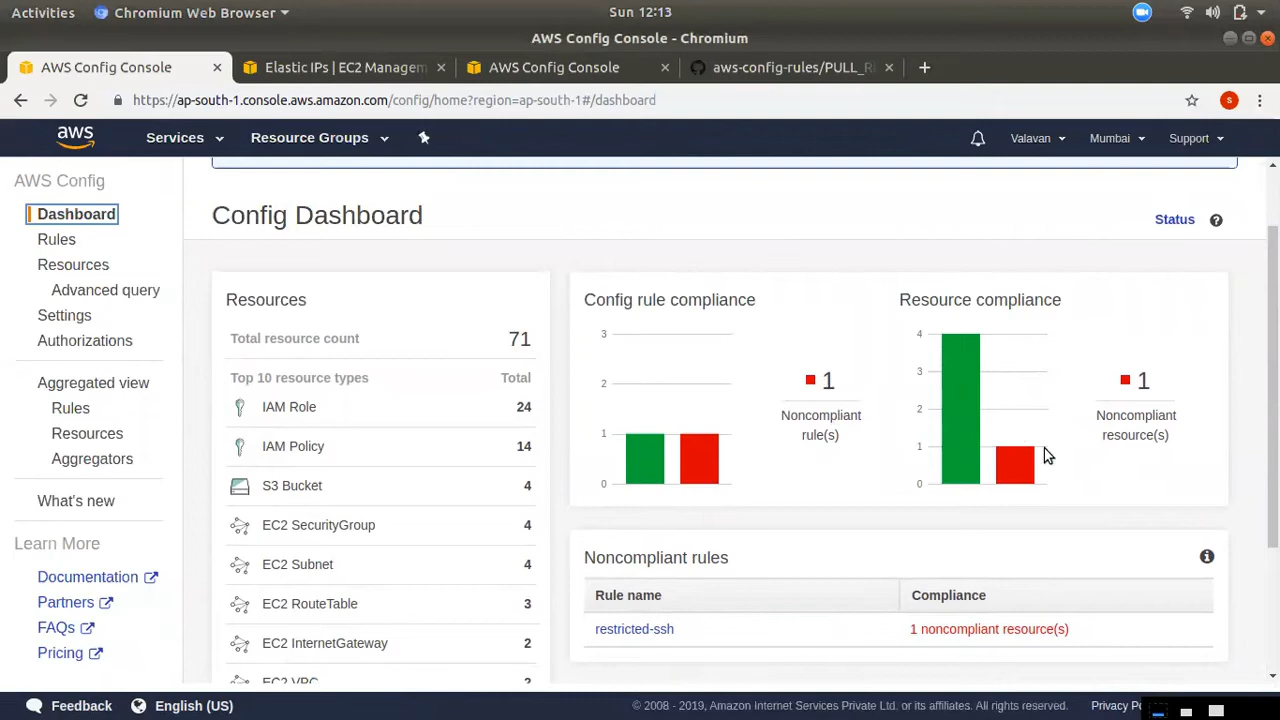 Activities
Chromium Web Browser
Sun 12:13
AWS Config Console - Chromium
AWS Config Console
Elastic IPs | EC2 Managem
AWS Config Console
aws-config-rules/PULL_R
https://ap-south-1.console.aws.amazon.com/config/home?region=ap-south-1#/dashboard
S
aws
Services
Resource Groups
Valavan
Mumbai
Support
AWS Config
Dashboard
Rules
Resources
Advanced query
Settings
Authorizations
Aggregated view
Rules
Resources
Aggregators
What's new
Learn More
Documentation
Partners
FAQs
Pricing
Config Dashboard
Status
Resources
Total resource count 71
Top 10 resource types Total
IAM Role 24
IAM Policy 14
S3 Bucket 4
EC2 SecurityGroup 4
EC2 Subnet 4
EC2 RouteTable 3
EC2 InternetGateway 2
EC2 VPC 2
Config rule compliance
3
2
1
0
1
Noncompliant
rule(s)
Resource compliance
4
3
2
1
0
1
Noncompliant
resource(s)
Noncompliant rules
Rule name Compliance
restricted-ssh 1 noncompliant resource(s)
Feedback
English (US)
© 2008 - 2019, Amazon Internet Services Private Ltd. or its affiliates. All rights reserved.
Privacy Po